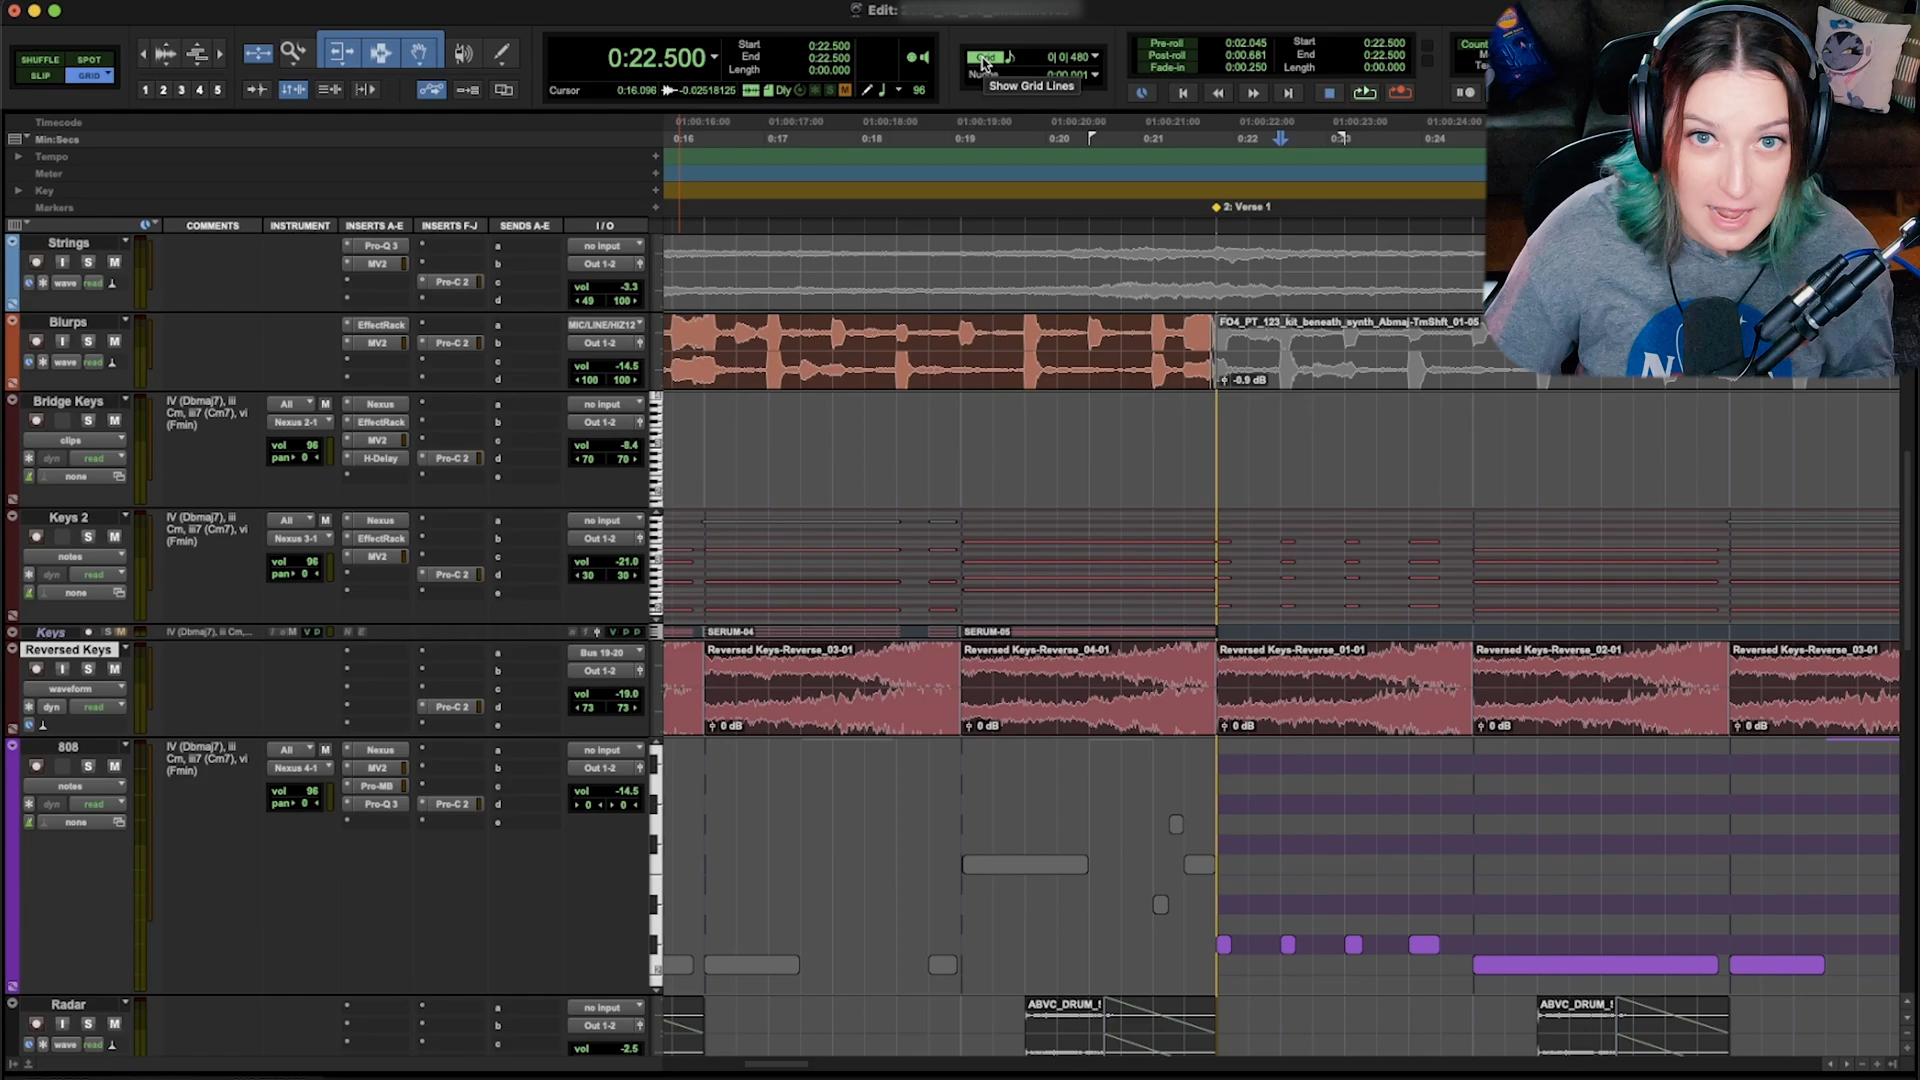 Edit:
SHUFFLE SPOT
SLIP GRID
1 2 3 4 5
0:22.500
Start 0:22.500
End 0:22.500
Length 0:00.000
Cursor 0:16.096 -0.02518125 Dly S M 96
Grid 0| 0| 480
0:00.001
Show Grid Lines
Pre-roll 0:02.045
Post-roll 0:00.681
Fade-in 0:00.250
Start 0:22.500
End 0:22.500
Length 0:00.000
Timecode 01:00:16:00 01:00:17:00 01:00:18:00 01:00:19:00 01:00:20:00 01:00:21:00 01:00:22:00 01:00:23:00 01:00:24:00
Min:Secs 0:16 0:17 0:18 0:19 0:20 0:21 0:22 0:23 0:24
Tempo
Meter
Key
Markers 2: Verse 1
COMMENTS INSTRUMENT INSERTS A-E INSERTS F-J SENDS A-E I / O
Strings
I S M
wave read
Pro-Q 3
MV2
Pro-C 2
a
b
c
d
no input
Out 1-2
vol -3.3
49 100
Blurps
I S M
wave read
EffectRack
MV2 Pro-C 2
a
b
c
d
MIC/LINE/HIZ12
Out 1-2
vol -14.5
100 100
FO4_PT_123_kit_beneath_synth_Abmaj-TmShft_01-05
-0.9 dB
Bridge Keys
S M
clips
dyn read
none
IV (Dbmaj7), iii
Cm, iii7 (Cm7), vi
(Fmin)
All M
Nexus 2-1
vol 96
pan 0
Nexus
EffectRack
MV2
H-Delay Pro-C 2
a
b
c
d
e
no input
Out 1-2
vol -8.4
70 70
Keys 2
S M
notes
dyn read
none
IV (Dbmaj7), iii
Cm, iii7 (Cm7), vi
(Fmin)
All M
Nexus 3-1
vol 96
pan 0
Nexus
EffectRack
MV2
Pro-C 2
a
b
c
d
e
no input
Out 1-2
vol -21.0
30 30
Keys S M IV (Dbmaj7), iii Cm,... SERUM-04 SERUM-05
Reversed Keys
I S M
waveform
dyn read
Pro-C 2
a
b
c
d
e
Bus 19-20
Out 1-2
vol -19.0
73 73
Reversed Keys-Reverse_03-01 Reversed Keys-Reverse_04-01 Reversed Keys-Reverse_01-01 Reversed Keys-Reverse_02-01 Reversed Keys-Reverse_03-01
0 dB 0 dB 0 dB 0 dB 0 dB
808
S M
notes
dyn read
none
IV (Dbmaj7), iii
Cm, iii7 (Cm7), vi
(Fmin)
All M
Nexus 4-1
vol 96
pan 0
Nexus
MV2
Pro-MB
Pro-Q 3 Pro-C 2
a
b
c
d
e
no input
Out 1-2
vol -14.5
0 0
Radar
I S M
wave read
a
b
c
no input
Out 1-2
vol -2.5
ABVC_DRUM_ ABVC_DRUM_